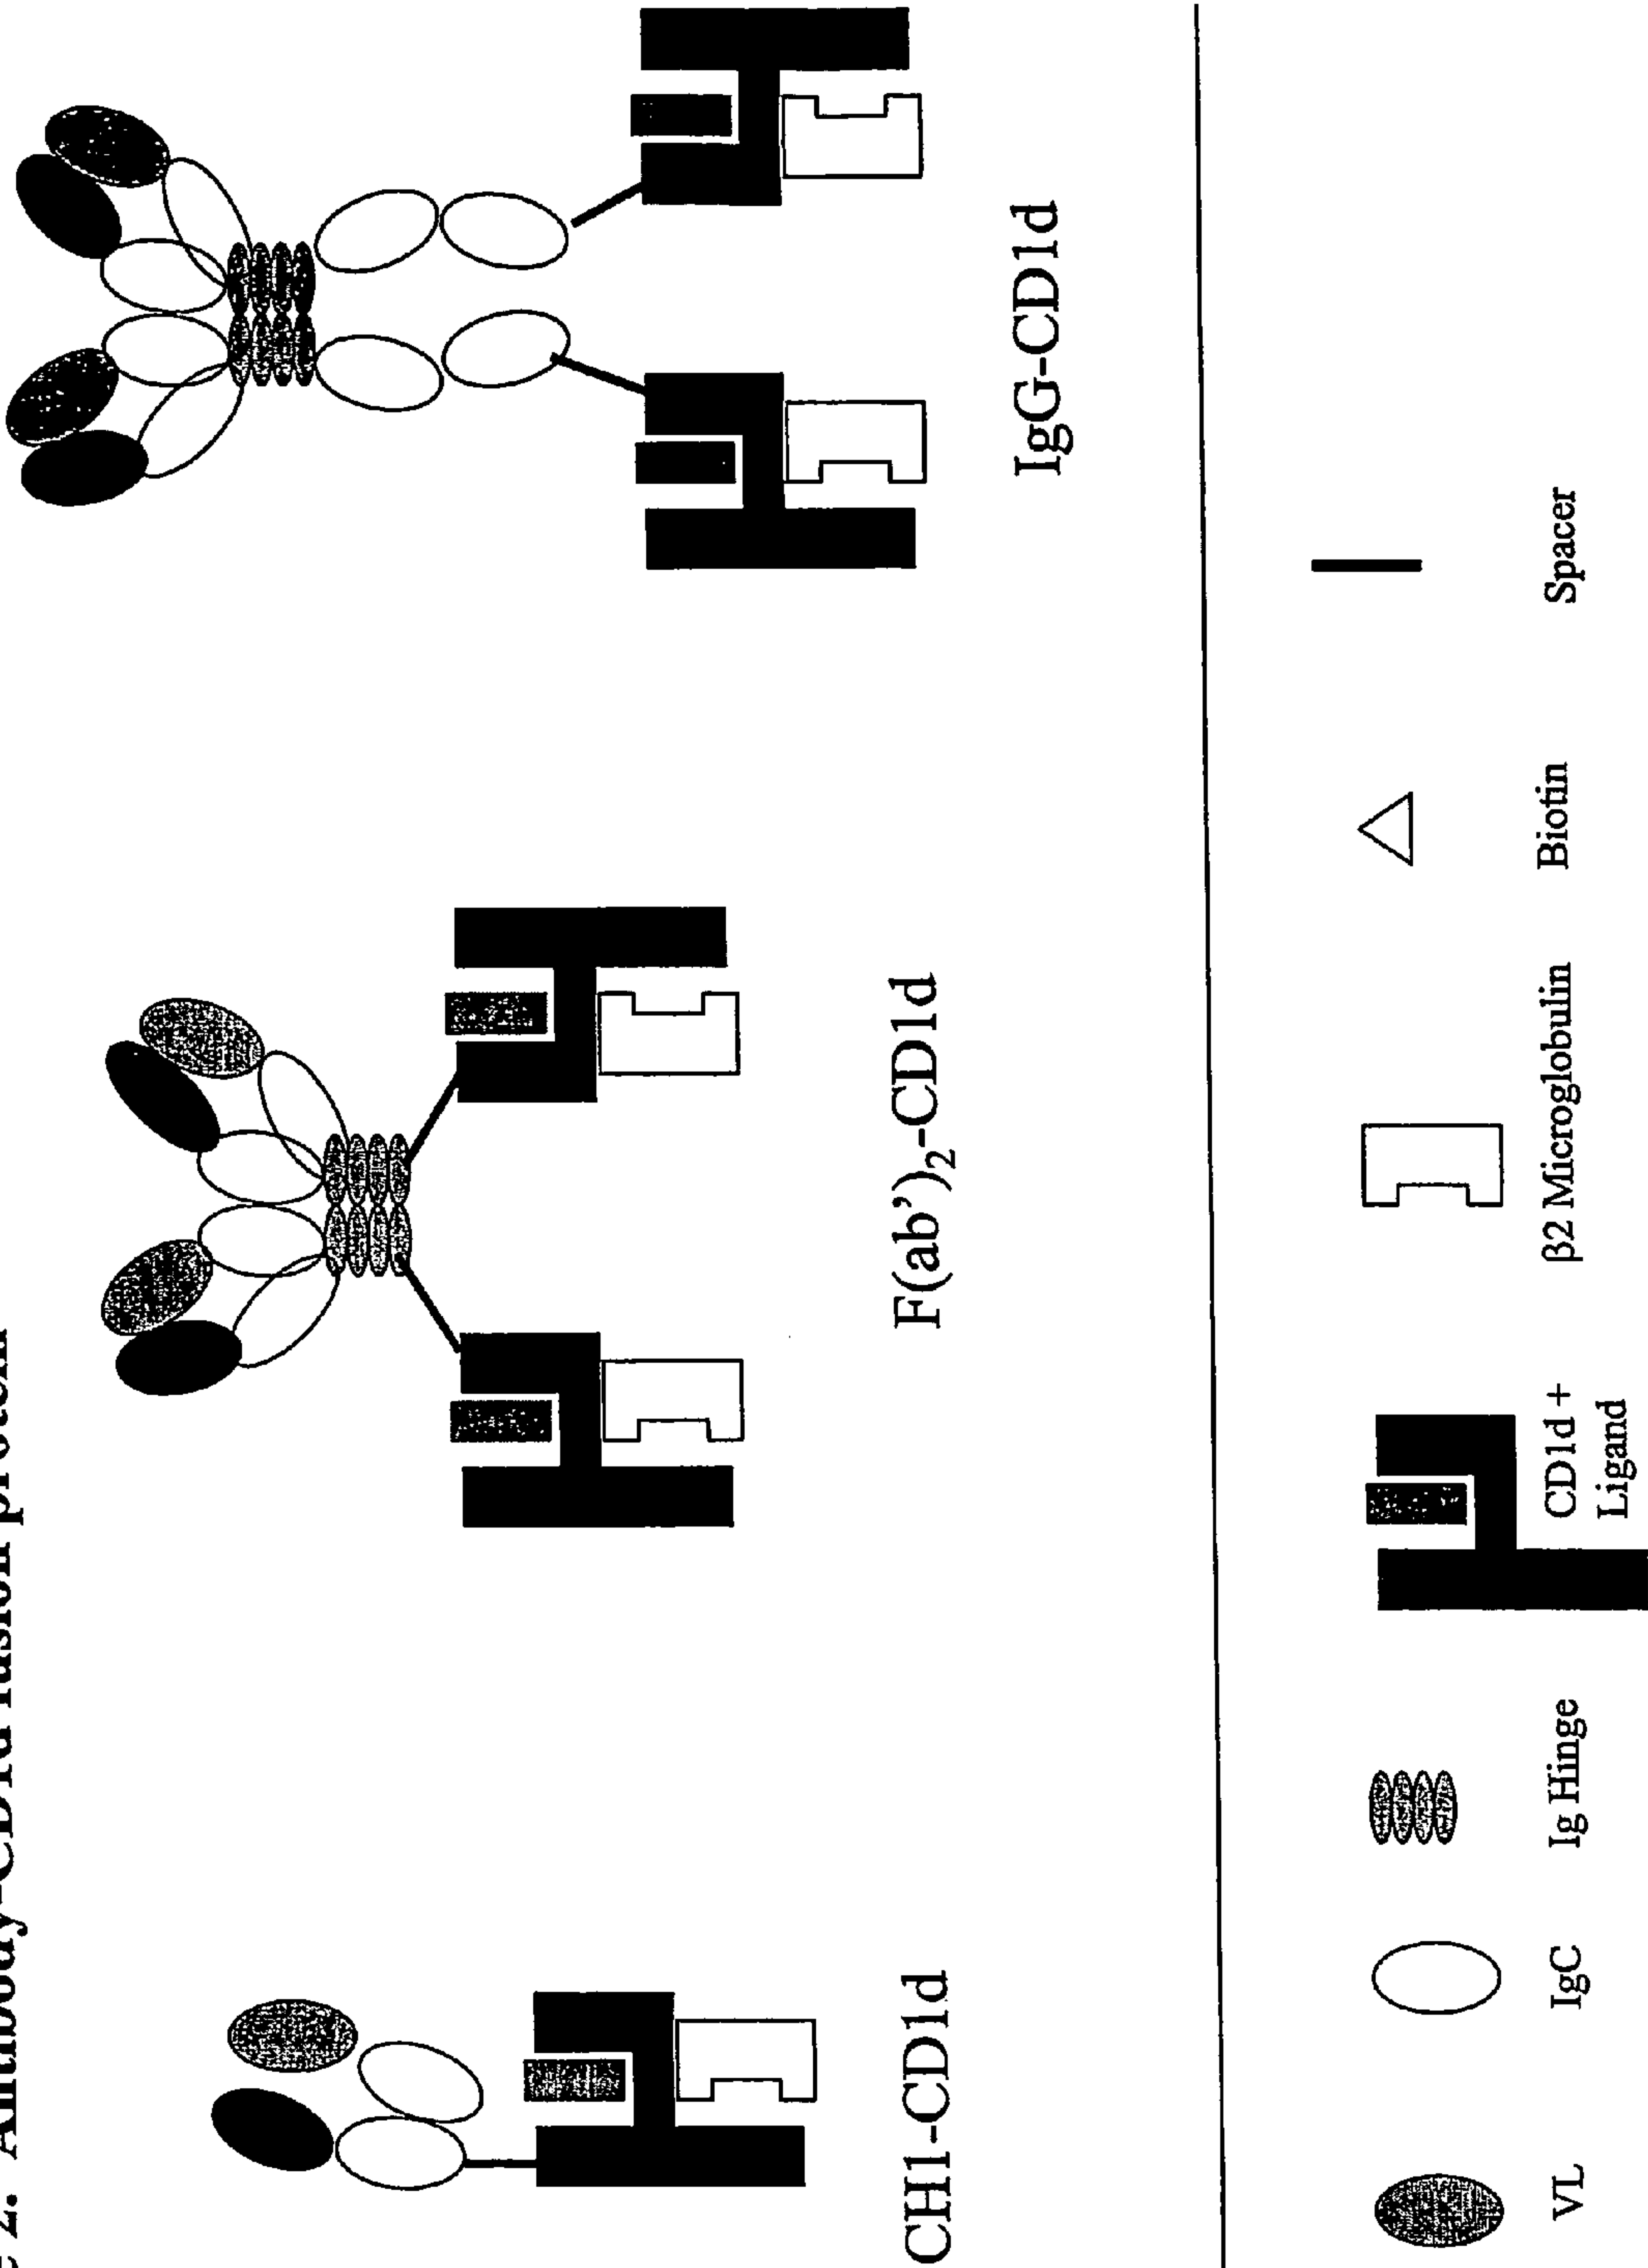 2. Antibody-CD1d fusion protein
CH1-CD1d
F(ab')₂-CD1d
IgG-CD1d
VL
IgC
Ig Hinge
CD1d +
Ligand
β2 Microglobulin
Biotin
Spacer